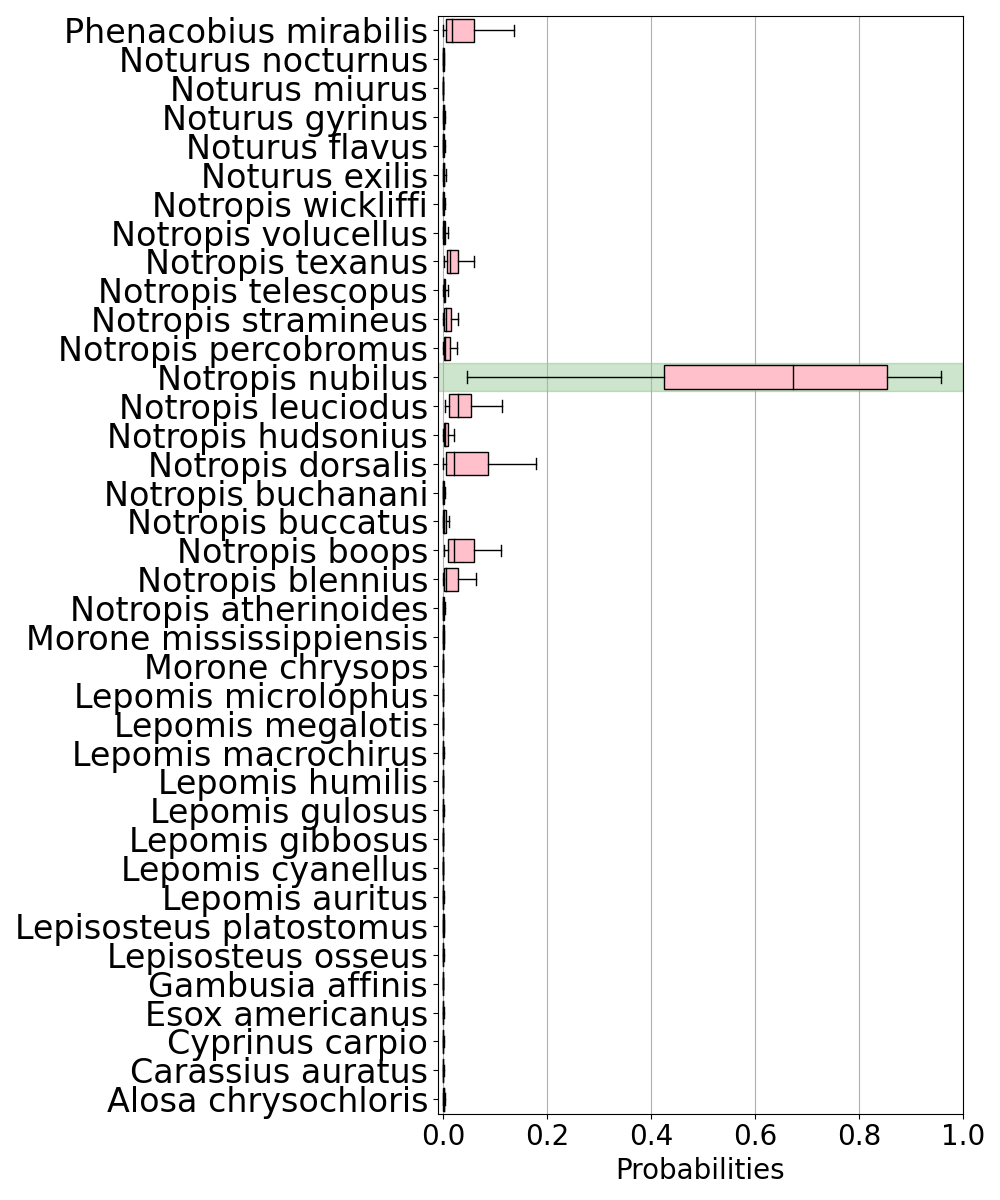 Phenacobius mirabilis
Noturus nocturnus
Noturus miurus
Noturus gyrinus
Noturus flavus
Noturus exilis
Notropis wickliffi
Notropis volucellus
Notropis texanus
Notropis telescopus
Notropis stramineus
Notropis percobromus
Notropis nubilus
Notropis leuciodus
Notropis hudsonius
Notropis dorsalis
Notropis buchanani
Notropis buccatus
Notropis boops
Notropis blennius
Notropis atherinoides
Morone mississippiensis
Morone chrysops
Lepomis microlophus
Lepomis megalotis
Lepomis macrochirus
Lepomis humilis
Lepomis gulosus
Lepomis gibbosus
Lepomis cyanellus
Lepomis auritus
Lepisosteus platostomus
Lepisosteus osseus
Gambusia affinis
Esox americanus
Cyprinus carpio
Carassius auratus
Alosa chrysochloris
0.0 0.2 0.4 0.6 0.8 1.0
Probabilities